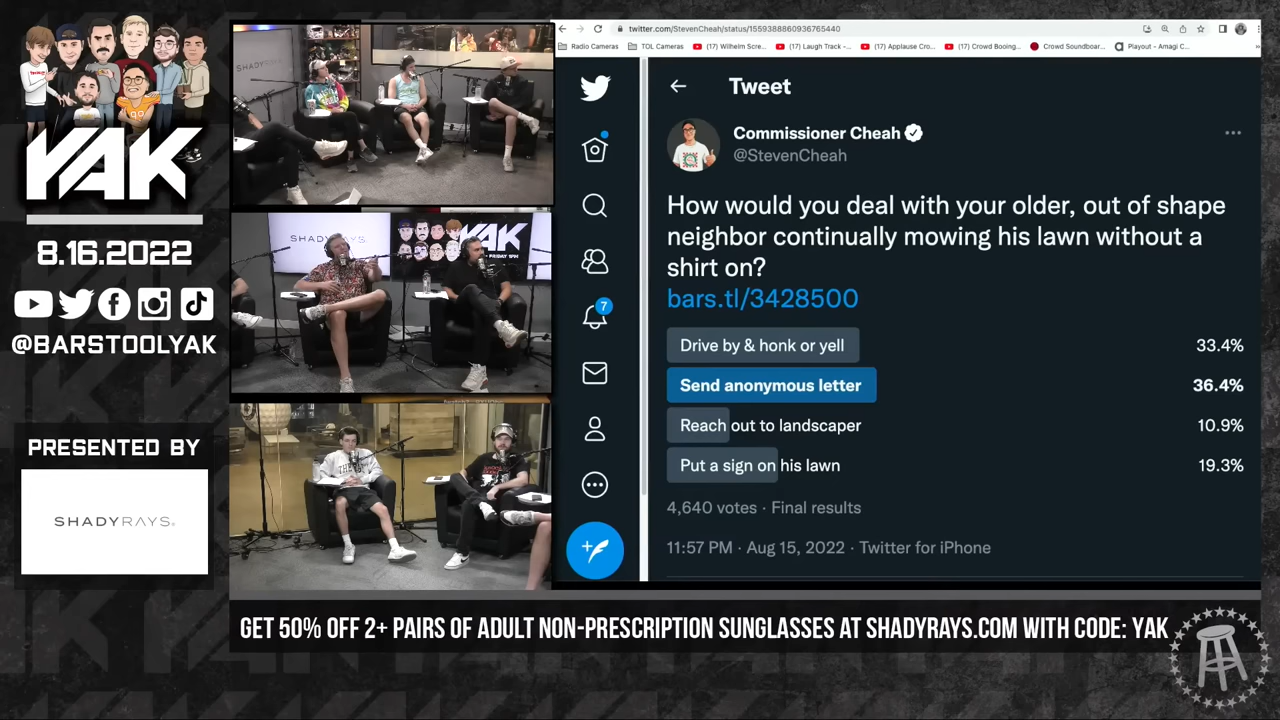 YAK
8.16.2022
@BARSTOOLYAK
PRESENTED BY
SHADYRAYS
SHADYRAYS
SHADYRAYS
YAK
twitter.com/StevenCheah/status/1559388860936765440
Radio Cameras
TOL Cameras
(17) Wilhelm Scre...
(17) Laugh Track -...
(17) Applause Cro...
(17) Crowd Booing...
Crowd Soundboar...
Playout - Amagi C...
Tweet
Commissioner Cheah
@StevenCheah
How would you deal with your older, out of shape
neighbor continually mowing his lawn without a
shirt on?
bars.tl/3428500
Drive by & honk or yell 33.4%
Send anonymous letter 36.4%
Reach out to landscaper 10.9%
Put a sign on his lawn 19.3%
4,640 votes · Final results
11:57 PM · Aug 15, 2022 · Twitter for iPhone
7
GET 50% OFF 2+ PAIRS OF ADULT NON-PRESCRIPTION SUNGLASSES AT SHADYRAYS.COM WITH CODE: YAK